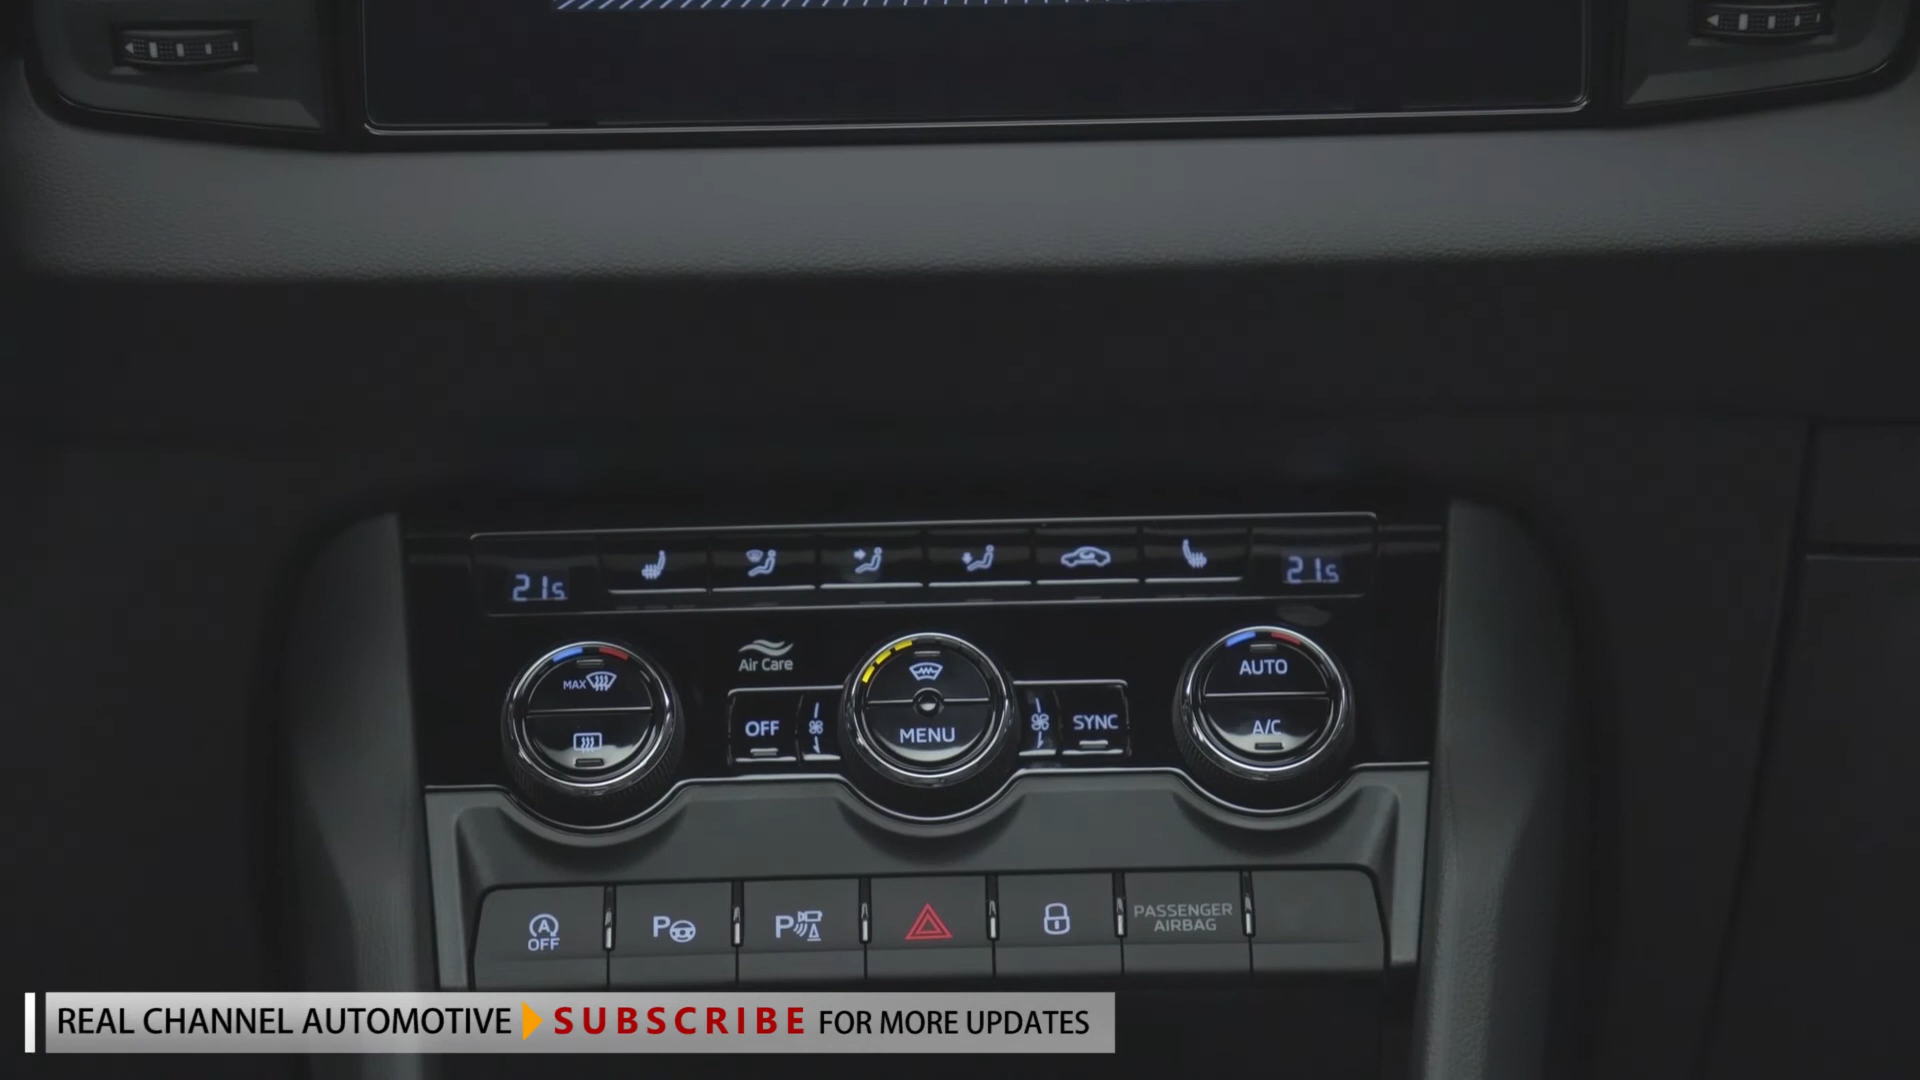 21.5
21.5
Air Care
MAX
AUTO
OFF
MENU
SYNC
A/C
A
OFF
P
P
PASSENGER
AIRBAG
REAL CHANNEL AUTOMOTIVE SUBSCRIBE FOR MORE UPDATES